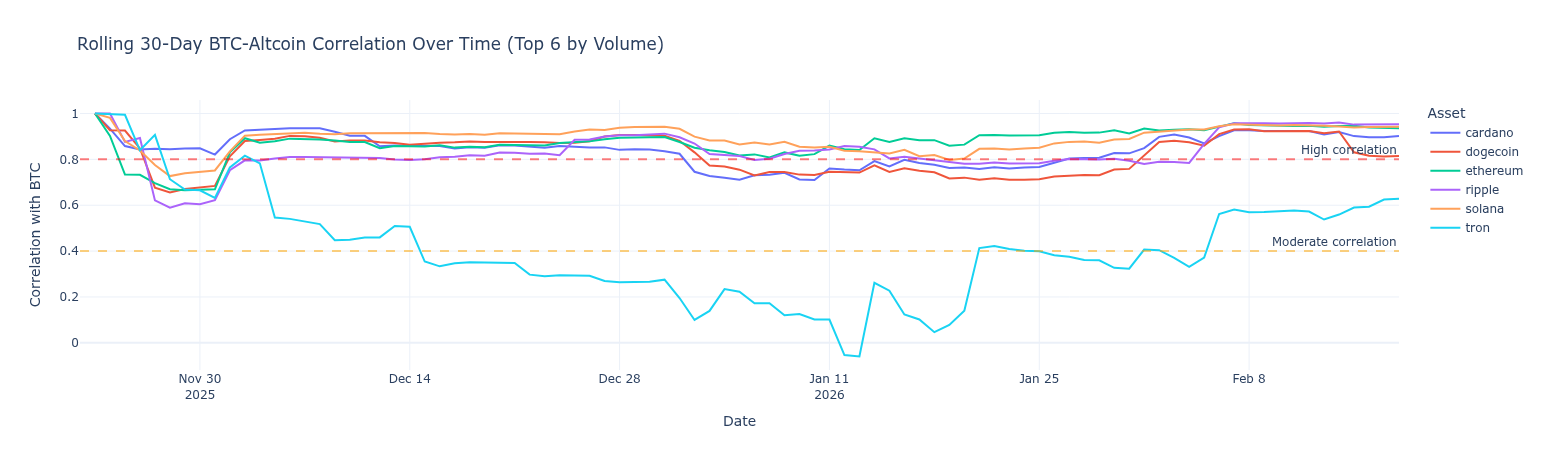 Rolling 30-Day BTC-Altcoin Correlation Over Time (Top 6 by Volume)
Correlation with BTC
1
0.8
0.6
0.4
0.2
0
High correlation
Moderate correlation
Nov 30
2025
Dec 14
Dec 28
Jan 11
2026
Jan 25
Feb 8
Date
Asset
cardano
dogecoin
ethereum
ripple
solana
tron